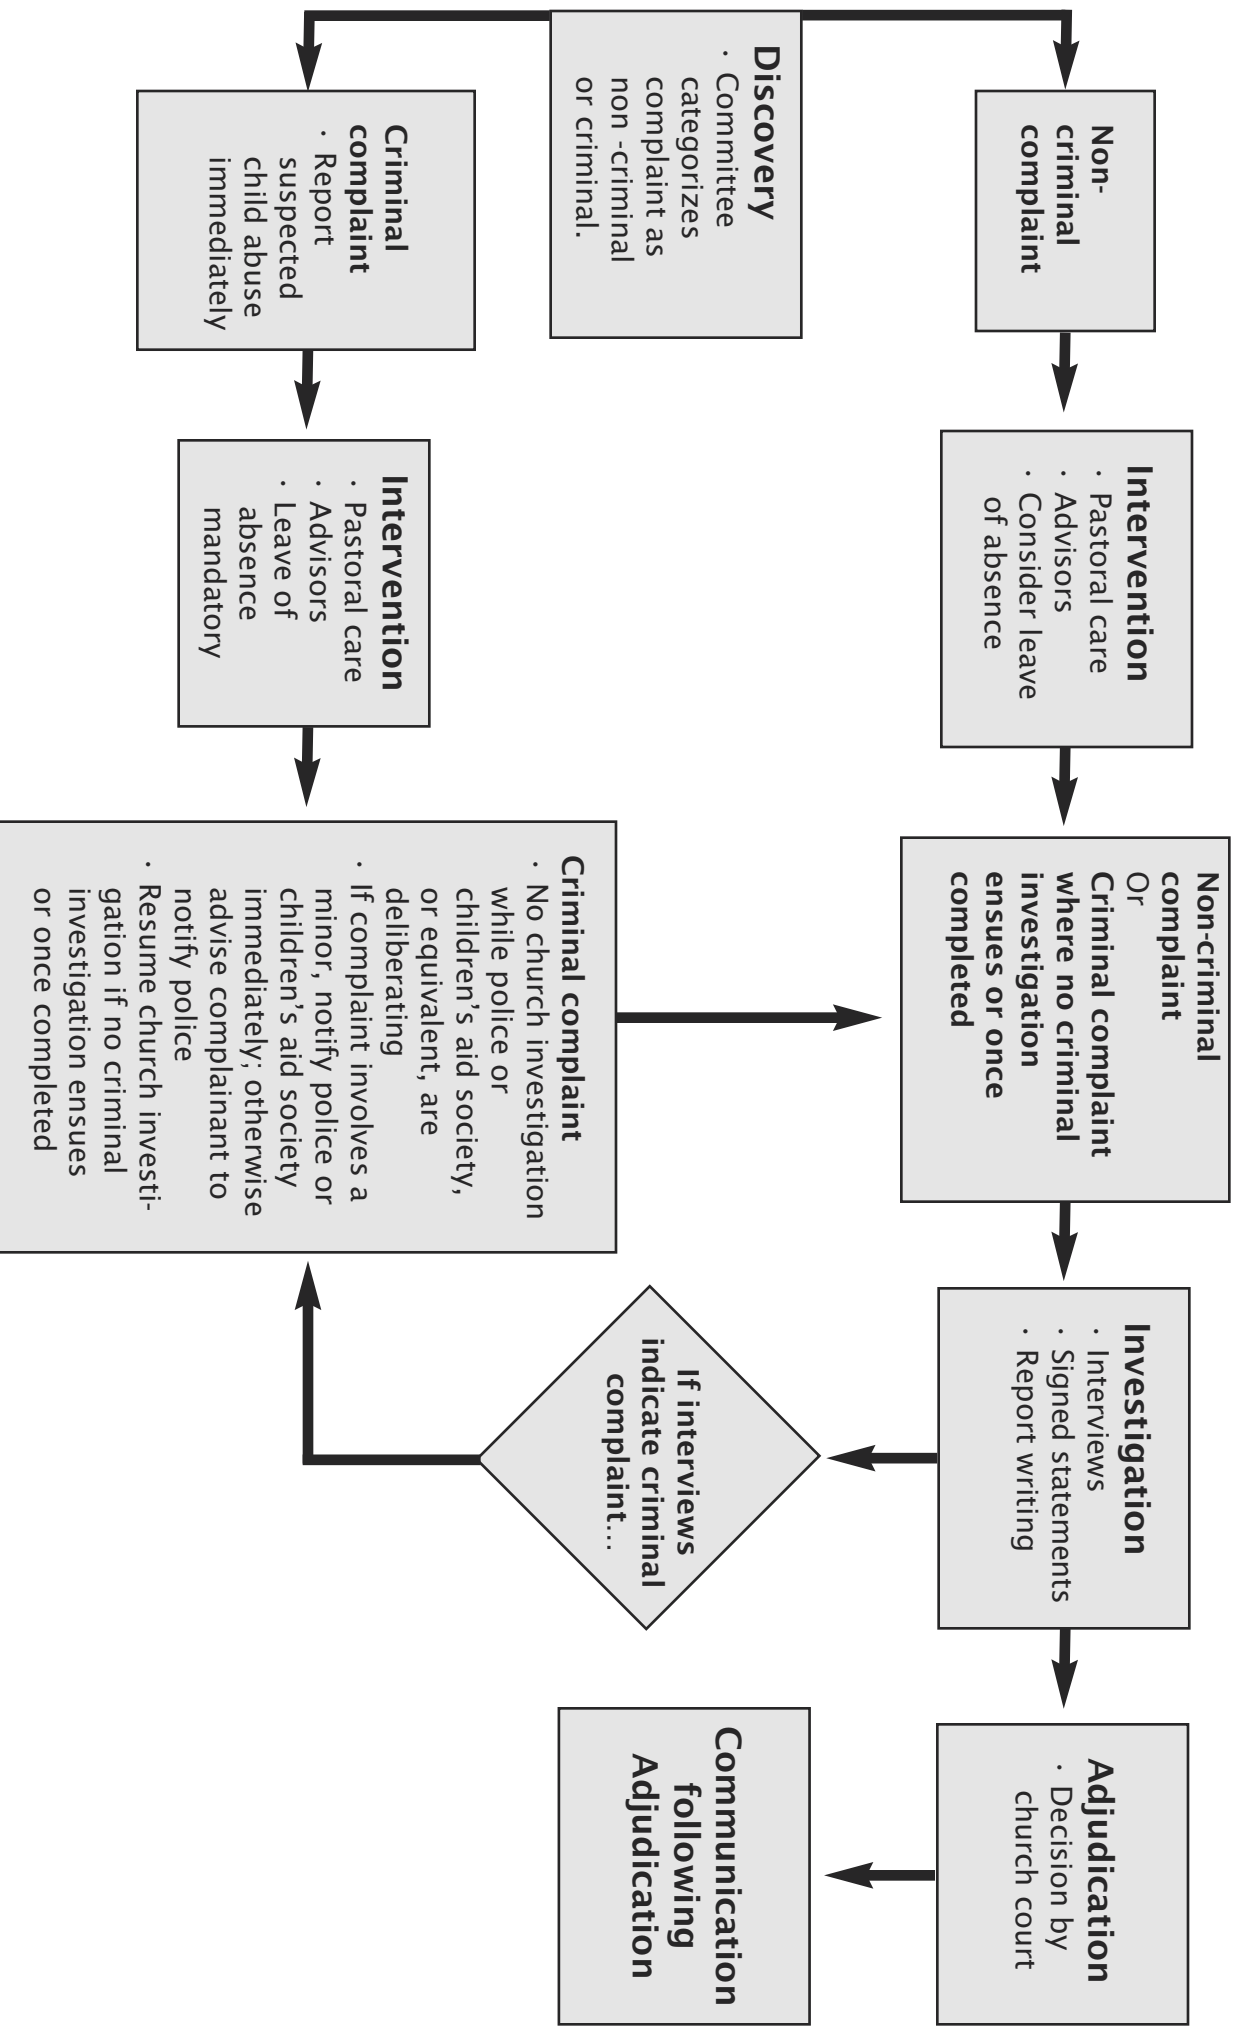 Discovery
· Committee
categorizes
complaint as
non -criminal
or criminal.
Non-
criminal
complaint
Intervention
· Pastoral care
· Advisors
· Consider leave
of absence
Non-criminal
complaint
Or
Criminal complaint
where no criminal
investigation
ensues or once
completed
Investigation
· Interviews
· Signed statements
· Report writing
Adjudication
· Decision by
church court
Communication
following
Adjudication
If interviews
indicate criminal
complaint…
Criminal
complaint
· Report
suspected
child abuse
immediately
Intervention
· Pastoral care
· Advisors
· Leave of
absence
mandatory
Criminal complaint
· No church investigation
while police or
children’s aid society,
or equivalent, are
deliberating
· If complaint involves a
minor, notify police or
children’s aid society
immediately; otherwise
advise complainant to
notify police
· Resume church investi-
gation if no criminal
investigation ensues
or once completed